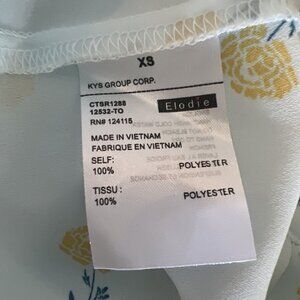 XS
KYS GROUP CORP.
CTSR1288
12532-TO
RN# 124115
Elodie
MADE IN VIETNAM
FABRIQUE EN VIETNAM
SELF:
100% POLYESTER
TISSU:
100% POLYESTER